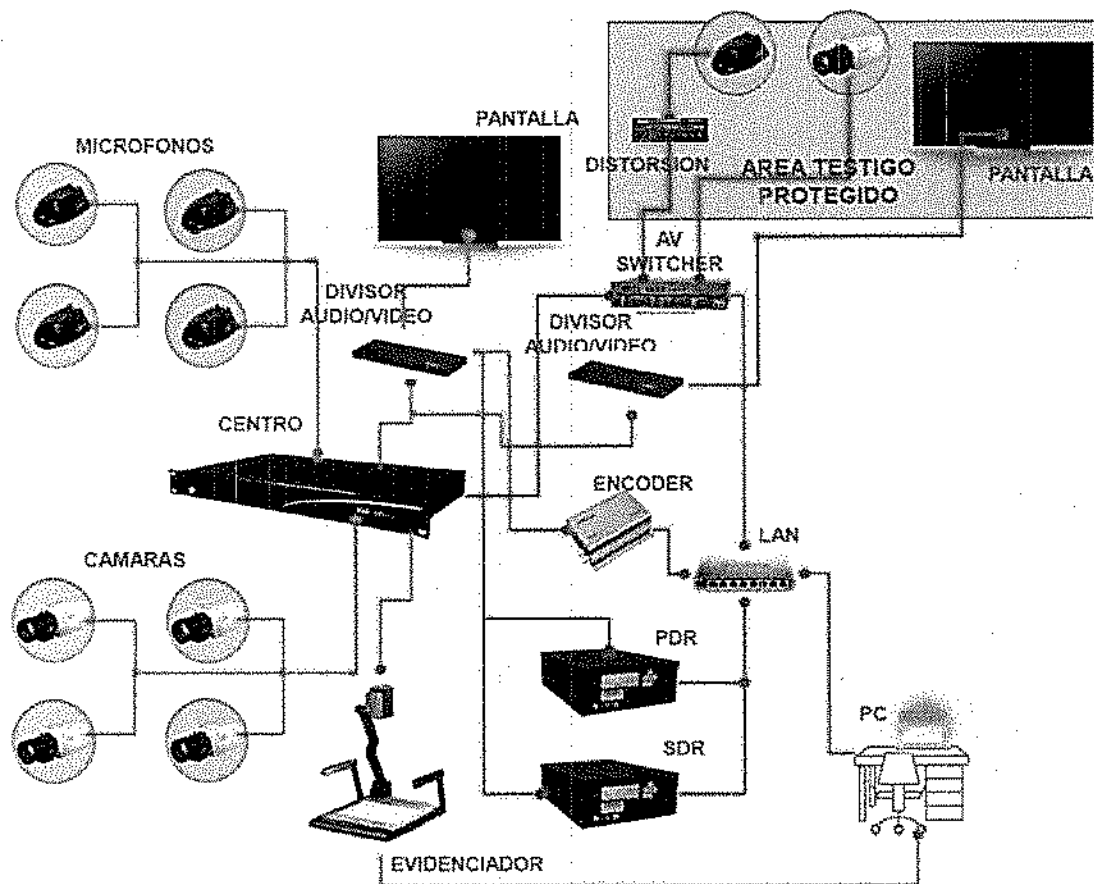 PANTALLA
MICROFONOS
DISTORSION
AREA TESTIGO
PROTEGIDO
PANTALLA
AV
SWITCHER
DIVISOR
AUDIO/VIDEO
DIVISOR
AUDIO/VIDEO
CENTRO
ENCODER
LAN
CAMARAS
PDR
PC
SDR
EVIDENCIADOR